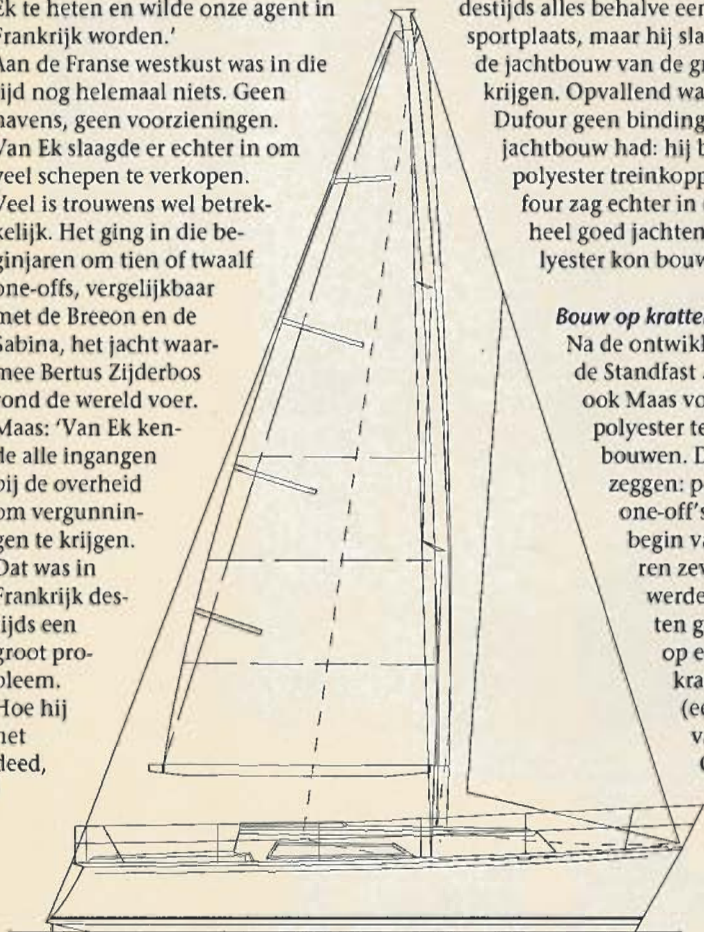 Ek te heten en wilde onze agent in
Frankrijk worden.'
Aan de Franse westkust was in die
tijd nog helemaal niets. Geen
havens, geen voorzieningen.
Van Ek slaagde er echter in om
veel schepen te verkopen.
Veel is trouwens wel betrek-
kelijk. Het ging in die be-
ginjaren om tien of twaalf
one-offs, vergelijkbaar
met de Breeon en de
Sabina, het jacht waar-
mee Bertus Zijderbos
rond de wereld voer.
Maas: 'Van Ek ken-
de alle ingangen
bij de overheid
om vergunnin-
gen te krijgen.
Dat was in
Frankrijk des-
tijds een
groot pro-
bleem.
Hoe hij
het
deed,
destijds alles behalve een
sportplaats, maar hij sla
de jachtbouw van de gr
krijgen. Opvallend wa
Dufour geen binding
jachtbouw had: hij b
polyester treinkopp
four zag echter in
heel goed jachten
lyester kon bouw
Bouw op kratte
Na de ontwikk
de Standfast
ook Maas vo
polyester te
bouwen. D
zeggen: po
one-off's
begin va
ren zev
werde
ten g
op e
kra
(ee
va